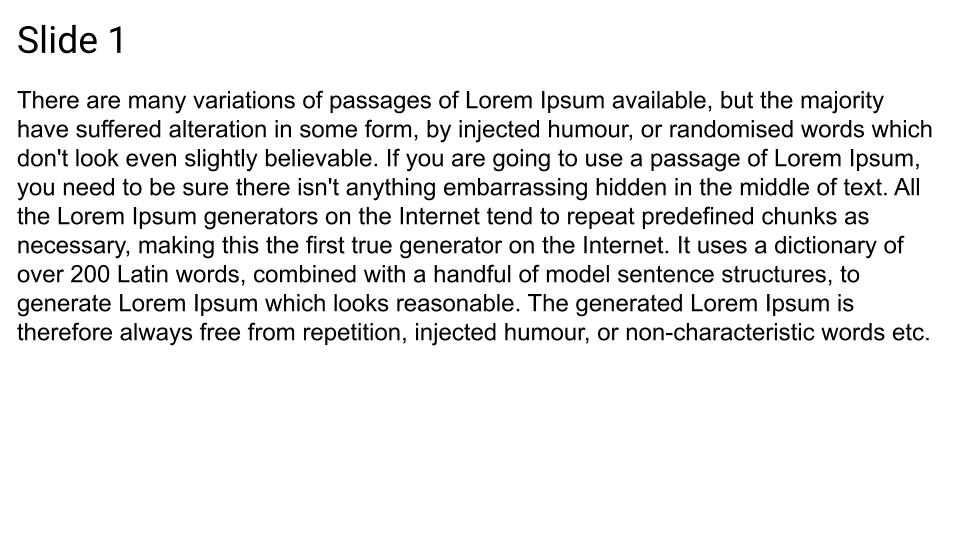 Slide 1
There are many variations of passages of Lorem Ipsum available, but the majority
have suffered alteration in some form, by injected humour, or randomised words which
don't look even slightly believable. If you are going to use a passage of Lorem Ipsum,
you need to be sure there isn't anything embarrassing hidden in the middle of text. All
the Lorem Ipsum generators on the Internet tend to repeat predefined chunks as
necessary, making this the first true generator on the Internet. It uses a dictionary of
over 200 Latin words, combined with a handful of model sentence structures, to
generate Lorem Ipsum which looks reasonable. The generated Lorem Ipsum is
therefore always free from repetition, injected humour, or non-characteristic words etc.